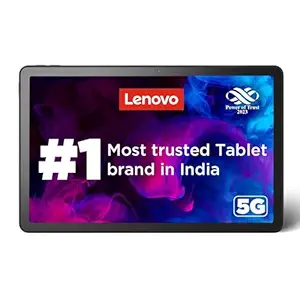 Lenovo
Power of Trust
2023
#1
Most trusted Tablet
brand in India
5G